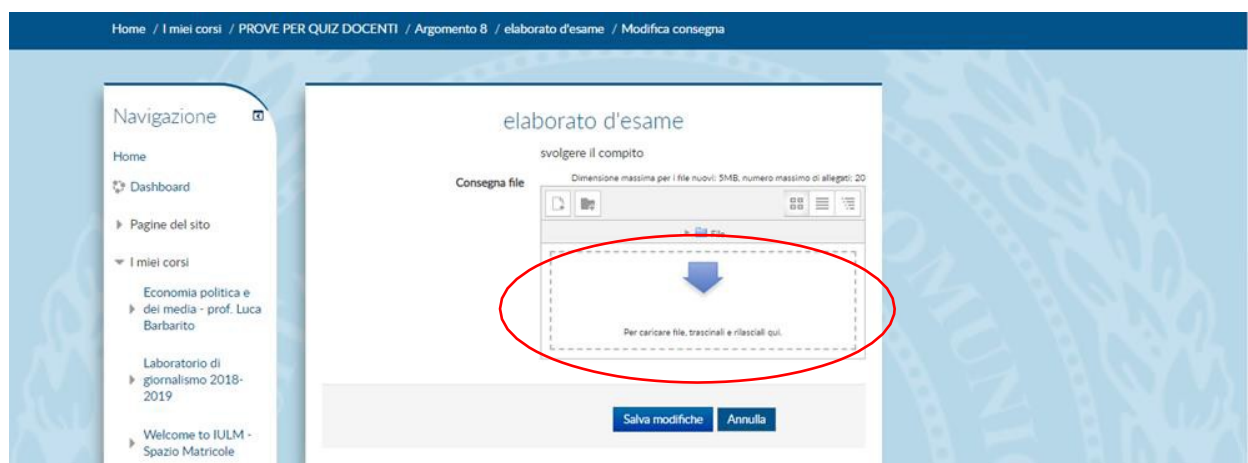 Home / I miei corsi / PROVE PER QUIZ DOCENTI / Argomento 8 / elaborato d'esame / Modifica consegna
Navigazione
Home
Dashboard
Pagine del sito
I miei corsi
Economia politica e
dei media - prof. Luca
Barbarito
Laboratorio di
giornalismo 2018-
2019
Welcome to IULM -
Spazio Matricole
elaborato d'esame
svolgere il compito
Consegna file
Dimensione massima per i file nuovi: 5MB, numero massimo di allegati: 20
File
Per caricare file, trascinali e rilasciali qui.
Salva modifiche
Annulla